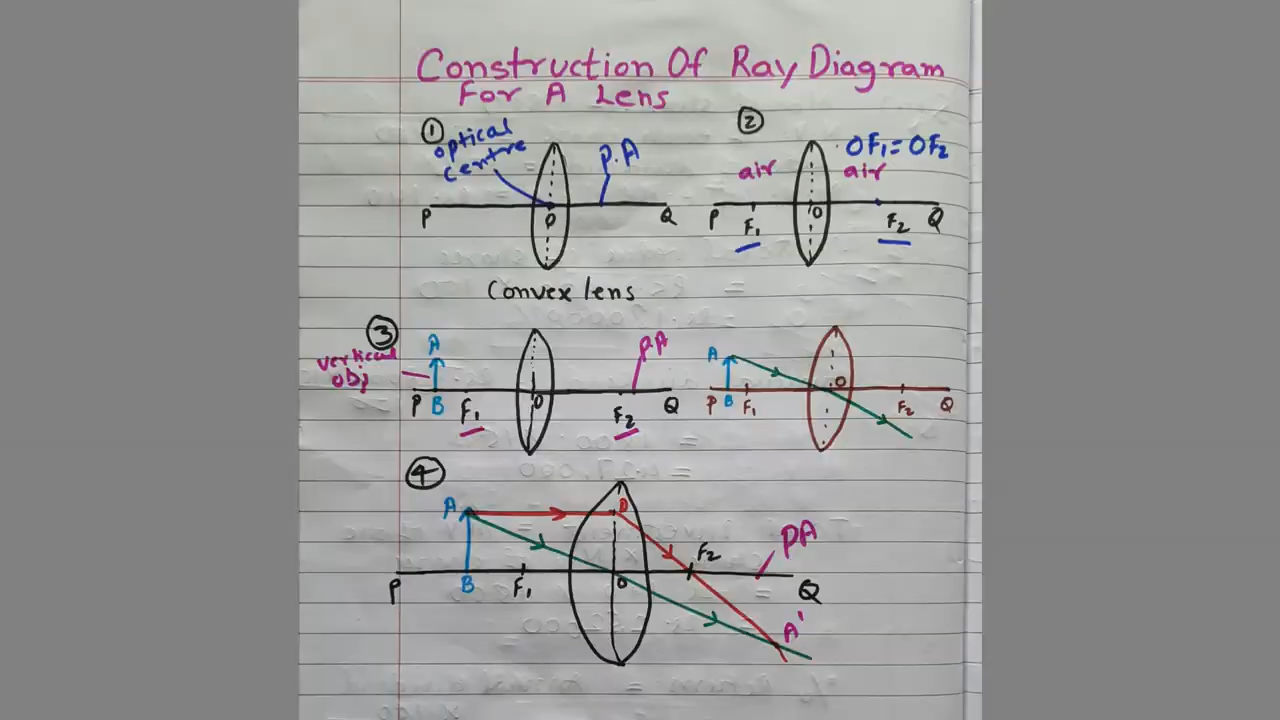 Construction Of Ray Diagram
For A Lens
①
optical
centre
P.A
P
O
Q
Convex lens
②
OF₁ = OF₂
air
air
P
F₁
O
F₂
Q
③
vertical
obj
A
P
B
F₁
O
F₂
PA
Q
A
P
B
F₁
O
F₂
Q
④
A
D
F₂
PA
P
B
F₁
O
Q
A'